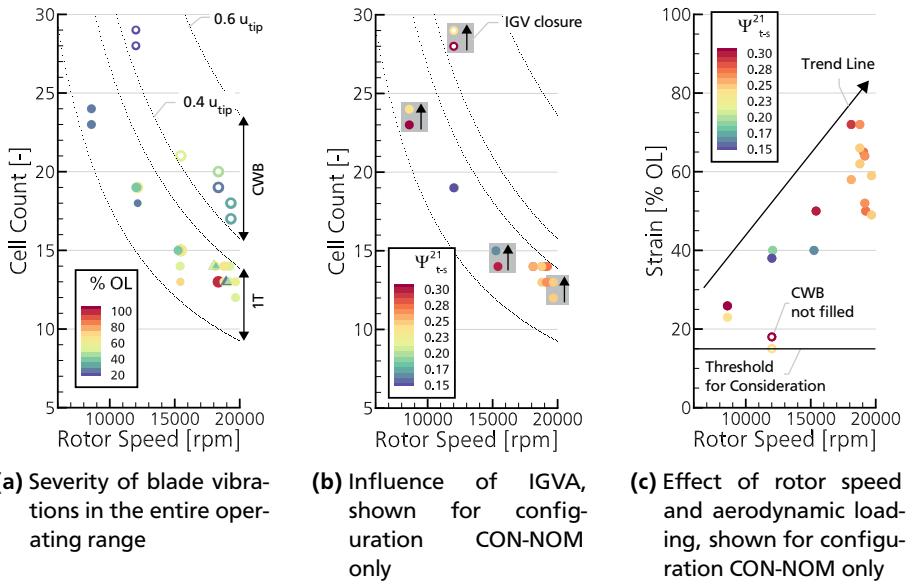 Cell Count [-]
30
25
20
15
10
5
10000
15000
20000
Rotor Speed [rpm]
0.6 u_tip
0.4 u_tip
CWB
1T
% OL
100
80
60
40
20
(a) Severity of blade vibra-
tions in the entire oper-
ating range
Cell Count [-]
30
25
20
15
10
5
10000
15000
20000
Rotor Speed [rpm]
IGV closure
Ψ²¹_t-s
0.30
0.28
0.25
0.23
0.20
0.17
0.15
(b) Influence of IGVA,
shown for config-
uration CON-NOM
only
Strain [% OL]
100
80
60
40
20
0
10000
15000
20000
Rotor Speed [rpm]
Ψ²¹_t-s
0.30
0.28
0.25
0.23
0.20
0.17
0.15
Trend Line
CWB
not filled
Threshold
for Consideration
(c) Effect of rotor speed
and aerodynamic load-
ing, shown for configu-
ration CON-NOM only